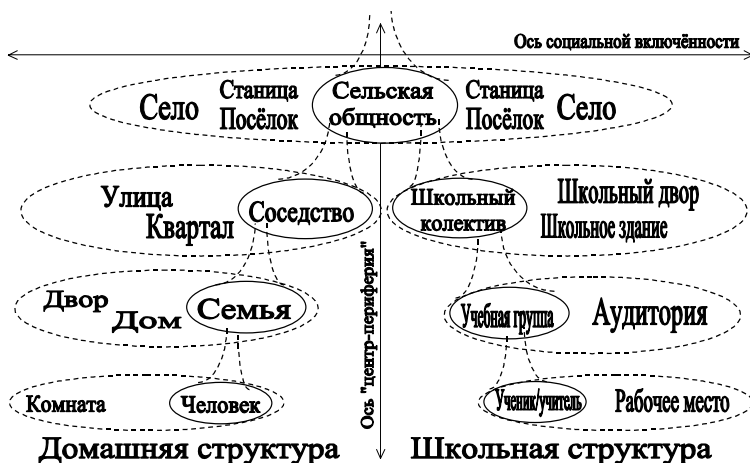 Ось социальной включённости
Село
Станица
Посёлок
Сельская
общность
Станица
Посёлок
Село
Улица
Квартал
Соседство
Школьный
колектив
Школьный двор
Школьное здание
Двор
Дом
Семья
Учебная группа
Аудитория
Комната
Человек
Ось "центр-периферия"
Ученик/учитель
Рабочее место
Домашняя структура
Школьная структура